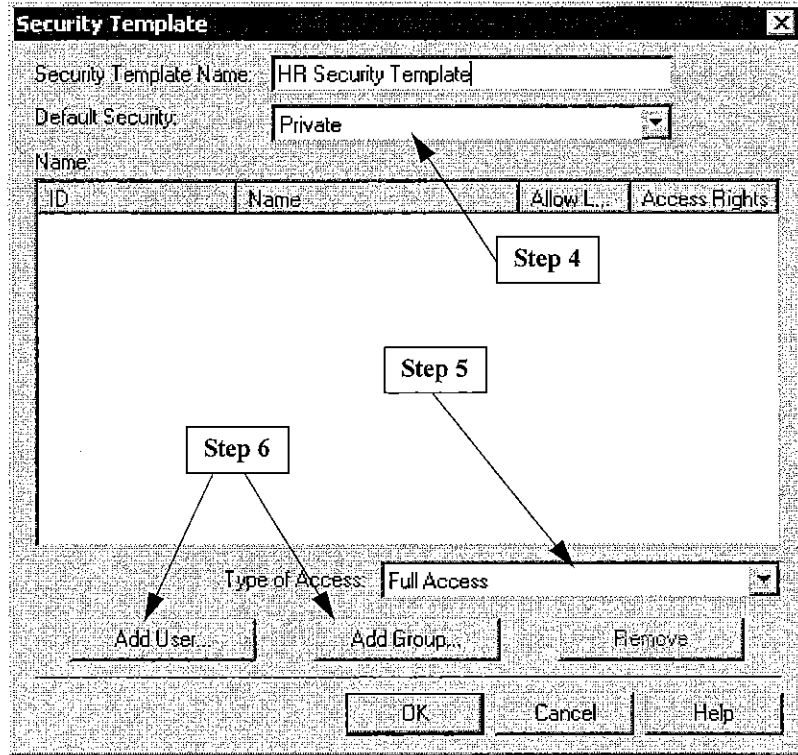 Security Template
Security Template Name: HR Security Template
Default Security: Private
Name:
ID Name Allow L... Access Rights
Step 4
Step 5
Step 6
Type of Access: Full Access
Add User... Add Group... Remove
OK Cancel Help